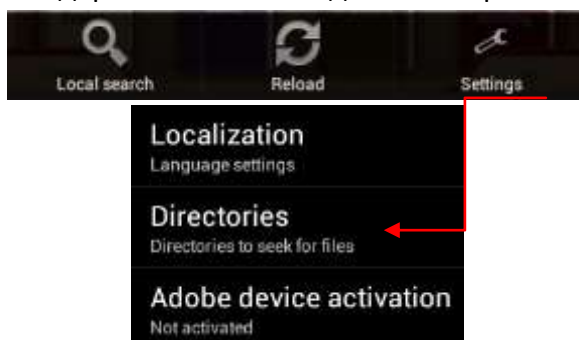 Local search Reload Settings
Localization
Language settings
Directories
Directories to seek for files
Adobe device activation
Not activated